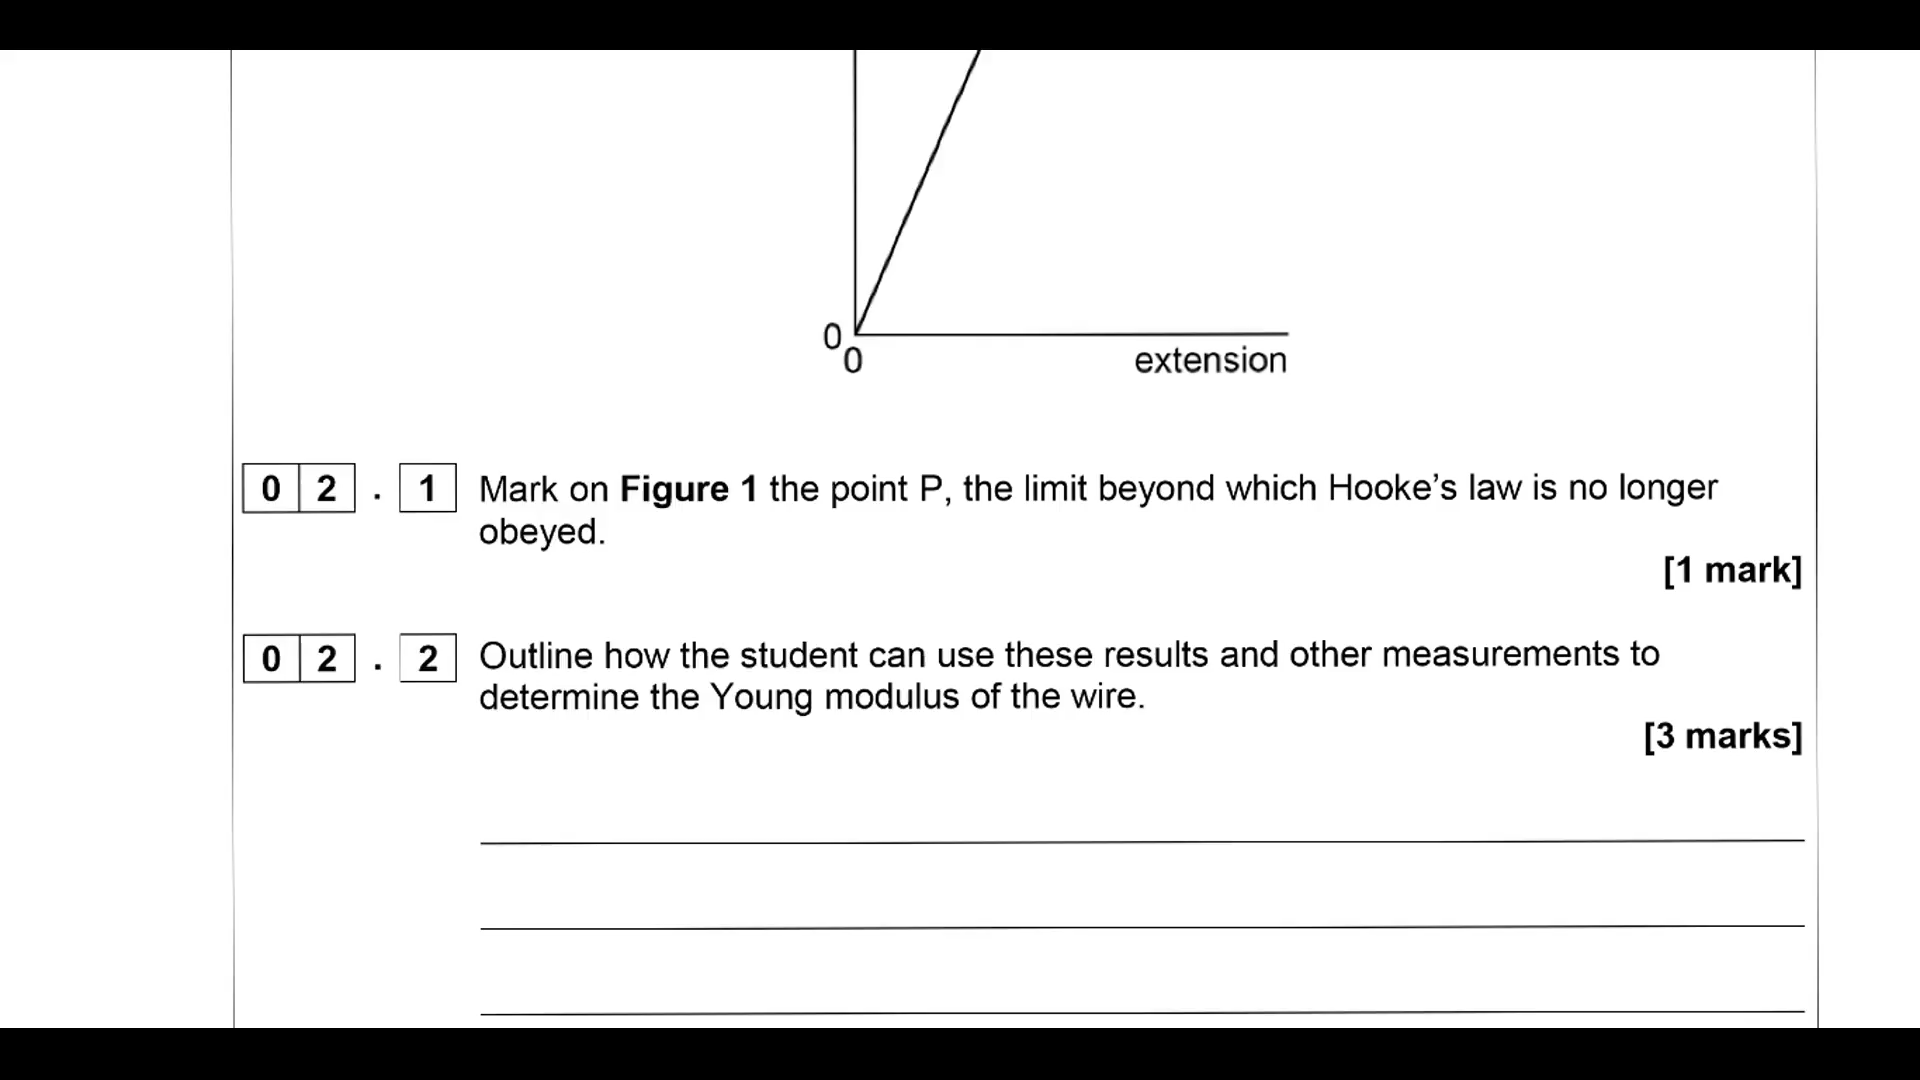 0
0
extension
0 2 . 1 Mark on Figure 1 the point P, the limit beyond which Hooke’s law is no longer
obeyed.
[1 mark]
0 2 . 2 Outline how the student can use these results and other measurements to
determine the Young modulus of the wire.
[3 marks]